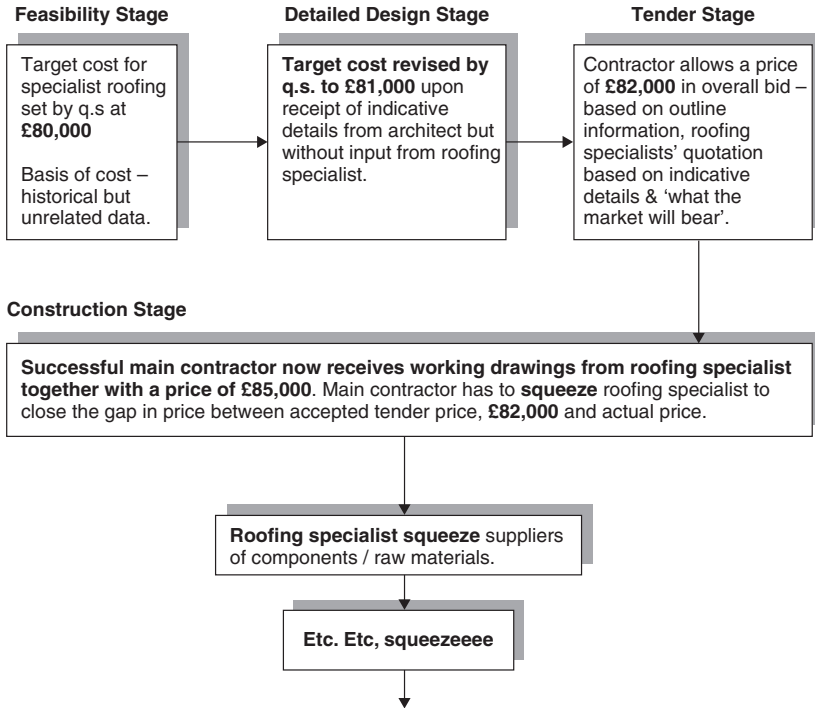 Feasibility Stage
Target cost for
specialist roofing
set by q.s at
£80,000
Basis of cost –
historical but
unrelated data.
Detailed Design Stage
Target cost revised by
q.s. to £81,000 upon
receipt of indicative
details from architect but
without input from roofing
specialist.
Tender Stage
Contractor allows a price
of £82,000 in overall bid –
based on outline
information, roofing
specialists’ quotation
based on indicative
details & ‘what the
market will bear’.
Construction Stage
Successful main contractor now receives working drawings from roofing specialist
together with a price of £85,000. Main contractor has to squeeze roofing specialist to
close the gap in price between accepted tender price, £82,000 and actual price.
Roofing specialist squeeze suppliers
of components / raw materials.
Etc. Etc, squeezeeee